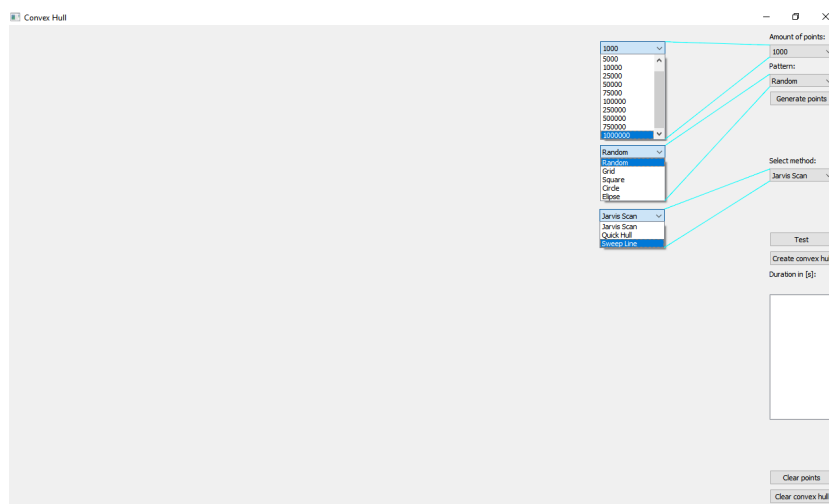 Convex Hull
Amount of points:
1000
Pattern:
Random
Generate points
1000
5000
10000
25000
50000
75000
100000
250000
500000
750000
1000000
Random
Random
Grid
Square
Circle
Elipse
Select method:
Jarvis Scan
Jarvis Scan
Jarvis Scan
Quick Hull
Sweep Line
Test
Create convex hul
Duration in [s]:
Clear points
Clear convex hull